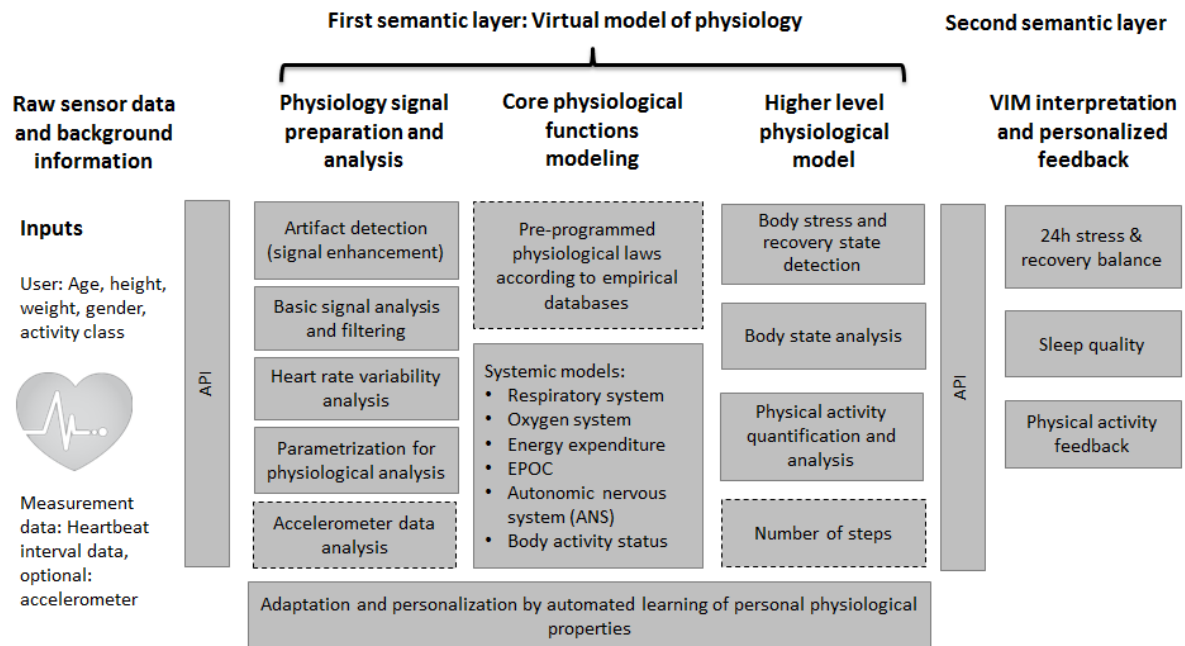 First semantic layer: Virtual model of physiology
Second semantic layer
Raw sensor data
and background
information
Physiology signal
preparation and
analysis
Core physiological
functions
modeling
Higher level
physiological
model
VIM interpretation
and personalized
feedback
Inputs
User: Age, height,
weight, gender,
activity class
Measurement
data: Heartbeat
interval data,
optional:
accelerometer
API
Artifact detection
(signal enhancement)
Basic signal analysis
and filtering
Heart rate variability
analysis
Parametrization for
physiological analysis
Accelerometer data
analysis
Pre-programmed
physiological laws
according to empirical
databases
Systemic models:
• Respiratory system
• Oxygen system
• Energy expenditure
• EPOC
• Autonomic nervous
system (ANS)
• Body activity status
Body stress and
recovery state
detection
Body state analysis
Physical activity
quantification and
analysis
Number of steps
API
24h stress &
recovery balance
Sleep quality
Physical activity
feedback
Adaptation and personalization by automated learning of personal physiological
properties